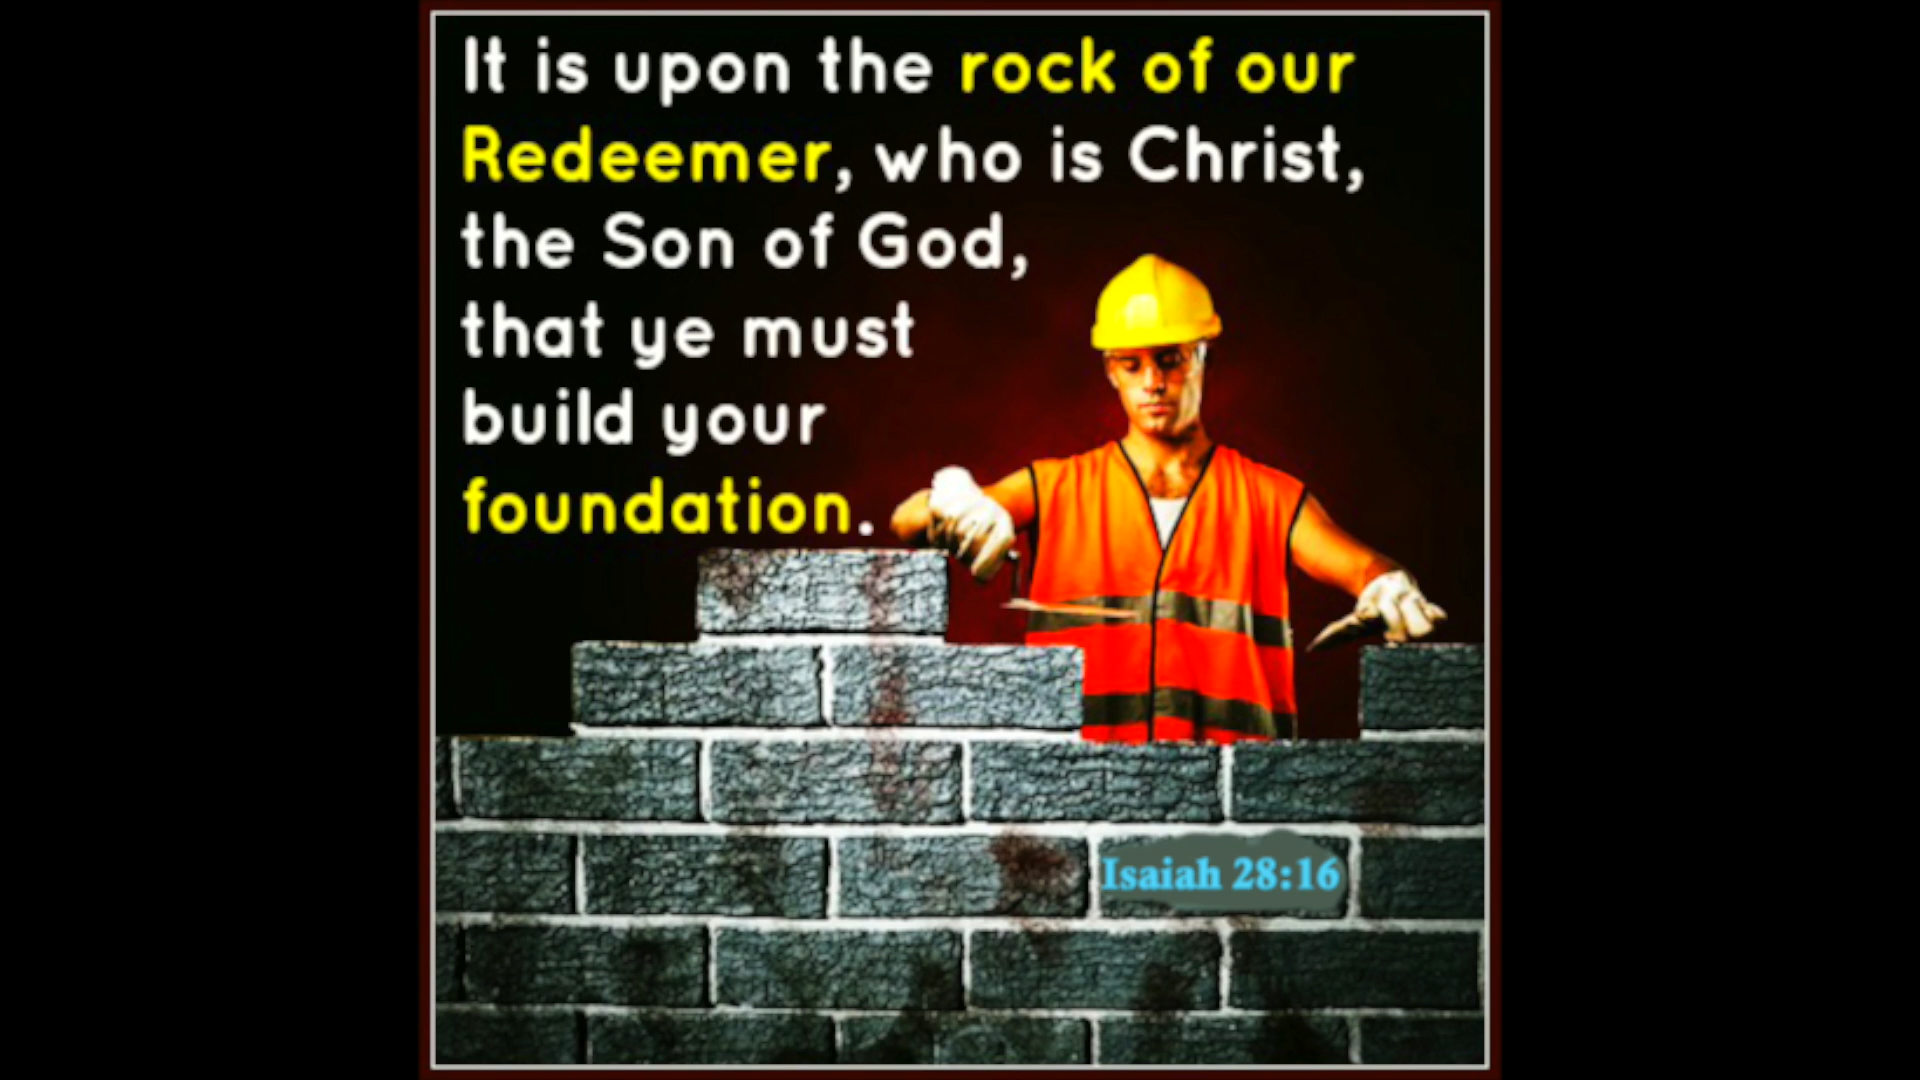 It is upon the rock of our
Redeemer, who is Christ,
the Son of God,
that ye must
build your
foundation.
Isaiah 28:16